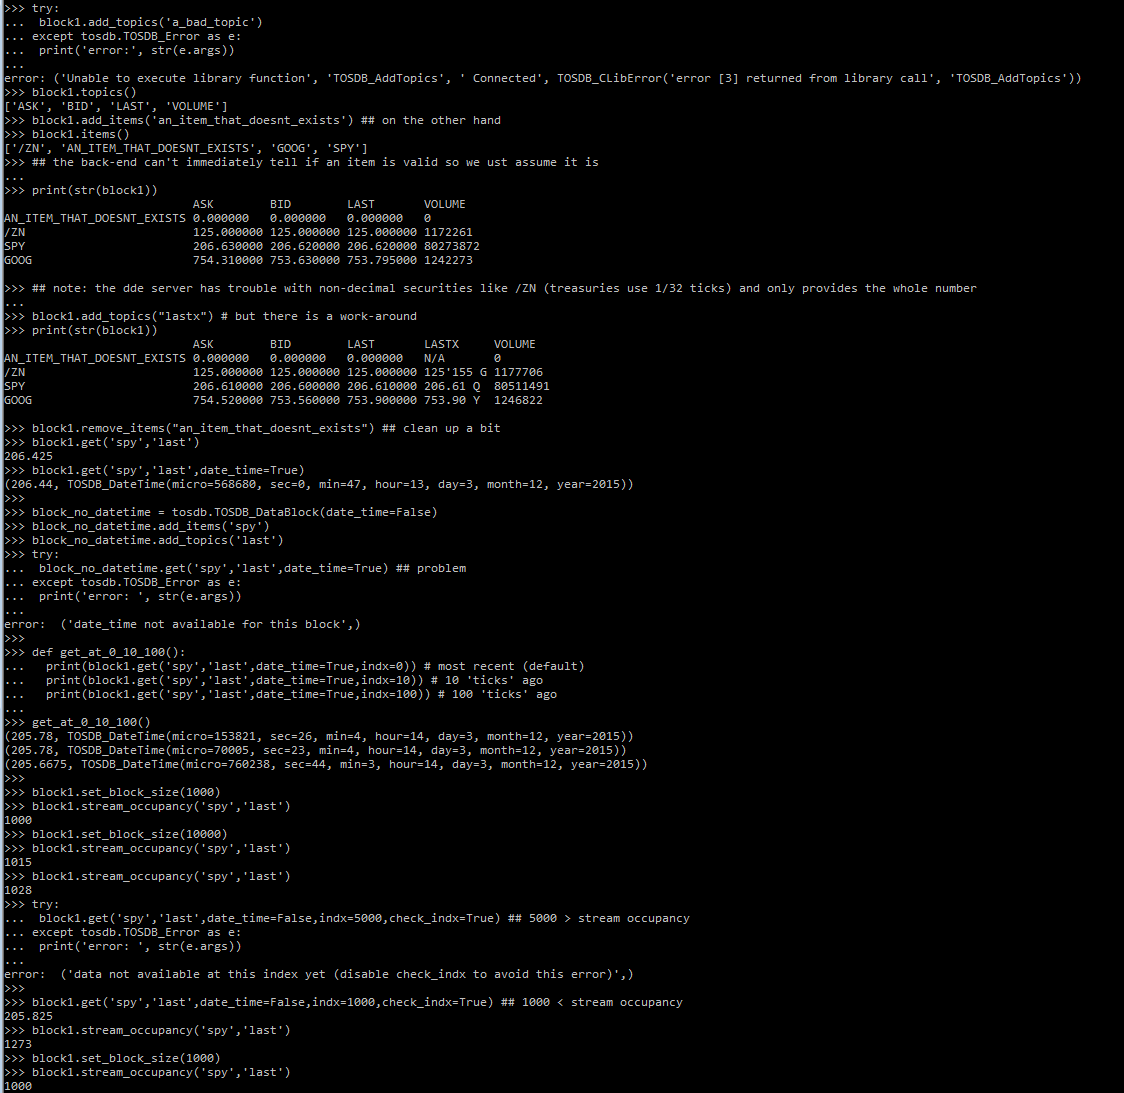 >>> try:
...  block1.add_topics('a_bad_topic')
... except tosdb.TOSDB_Error as e:
...  print('error:', str(e.args))
...
error: ('Unable to execute library function', 'TOSDB_AddTopics', ' Connected', TOSDB_CLibError('error [3] returned from library call', 'TOSDB_AddTopics'))
>>> block1.topics()
['ASK', 'BID', 'LAST', 'VOLUME']
>>> block1.add_items('an_item_that_doesnt_exists') ## on the other hand
>>> block1.items()
['/ZN', 'AN_ITEM_THAT_DOESNT_EXISTS', 'GOOG', 'SPY']
>>> ## the back-end can't immediately tell if an item is valid so we ust assume it is
...
>>> print(str(block1))
                           ASK        BID        LAST       VOLUME
AN_ITEM_THAT_DOESNT_EXISTS 0.000000   0.000000   0.000000   0
/ZN                        125.000000 125.000000 125.000000 1172261
SPY                        206.630000 206.620000 206.620000 80273872
GOOG                       754.310000 753.630000 753.795000 1242273

>>> ## note: the dde server has trouble with non-decimal securities like /ZN (treasuries use 1/32 ticks) and only provides the whole number
...
>>> block1.add_topics("lastx") # but there is a work-around
>>> print(str(block1))
                           ASK        BID        LAST       LASTX     VOLUME
AN_ITEM_THAT_DOESNT_EXISTS 0.000000   0.000000   0.000000   N/A       0
/ZN                        125.000000 125.000000 125.000000 125'155 G 1177706
SPY                        206.610000 206.600000 206.610000 206.61 Q  80511491
GOOG                       754.520000 753.560000 753.900000 753.90 Y  1246822

>>> block1.remove_items("an_item_that_doesnt_exists") ## clean up a bit
>>> block1.get('spy','last')
206.425
>>> block1.get('spy','last',date_time=True)
(206.44, TOSDB_DateTime(micro=568680, sec=0, min=47, hour=13, day=3, month=12, year=2015))
>>>
>>> block_no_datetime = tosdb.TOSDB_DataBlock(date_time=False)
>>> block_no_datetime.add_items('spy')
>>> block_no_datetime.add_topics('last')
>>> try:
...  block_no_datetime.get('spy','last',date_time=True) ## problem
... except tosdb.TOSDB_Error as e:
...  print('error: ', str(e.args))
...
error:  ('date_time not available for this block',)
>>>
>>> def get_at_0_10_100():
...   print(block1.get('spy','last',date_time=True,indx=0)) # most recent (default)
...   print(block1.get('spy','last',date_time=True,indx=10)) # 10 'ticks' ago
...   print(block1.get('spy','last',date_time=True,indx=100)) # 100 'ticks' ago
...
>>> get_at_0_10_100()
(205.78, TOSDB_DateTime(micro=153821, sec=26, min=4, hour=14, day=3, month=12, year=2015))
(205.78, TOSDB_DateTime(micro=70005, sec=23, min=4, hour=14, day=3, month=12, year=2015))
(205.6675, TOSDB_DateTime(micro=760238, sec=44, min=3, hour=14, day=3, month=12, year=2015))
>>>
>>> block1.set_block_size(1000)
>>> block1.stream_occupancy('spy','last')
1000
>>> block1.set_block_size(10000)
>>> block1.stream_occupancy('spy','last')
1015
>>> block1.stream_occupancy('spy','last')
1028
>>> try:
...  block1.get('spy','last',date_time=False,indx=5000,check_indx=True) ## 5000 > stream occupancy
... except tosdb.TOSDB_Error as e:
...  print('error: ', str(e.args))
...
error:  ('data not available at this index yet (disable check_indx to avoid this error)',)
>>>
>>> block1.get('spy','last',date_time=False,indx=1000,check_indx=True) ## 1000 < stream occupancy
205.825
>>> block1.stream_occupancy('spy','last')
1273
>>> block1.set_block_size(1000)
>>> block1.stream_occupancy('spy','last')
1000